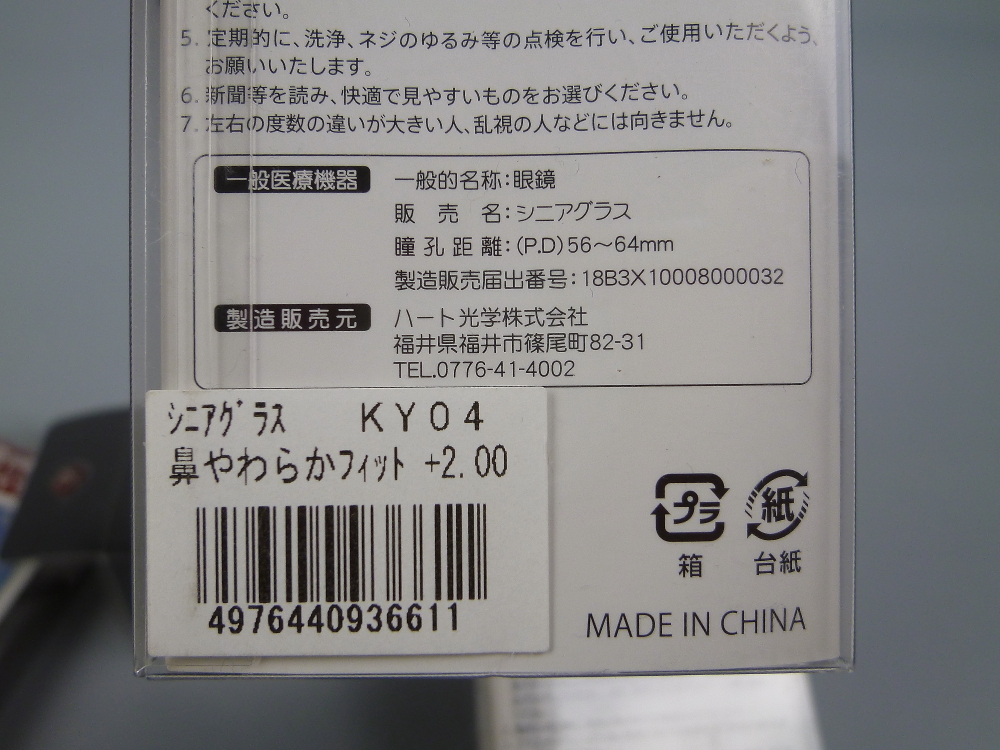 ください。
5. 定期的に、洗浄、ネジのゆるみ等の点検を行い、ご使用いただくよう、
お願いいたします。
6. 新聞等を読み、快適で見やすいものをお選びください。
7. 左右の度数の違いが大きい人、乱視の人などには向きません。
一般医療機器 一般的名称:眼鏡
販売名:シニアグラス
瞳孔距離:(P.D)56〜64mm
製造販売届出番号:18B3X10008000032
製造販売元 ハート光学株式会社
福井県福井市篠尾町82-31
TEL.0776-41-4002
シニアグラス KY04
鼻やわらかフィット +2.00
4976440936611
プラ 紙
箱 台紙
MADE IN CHINA